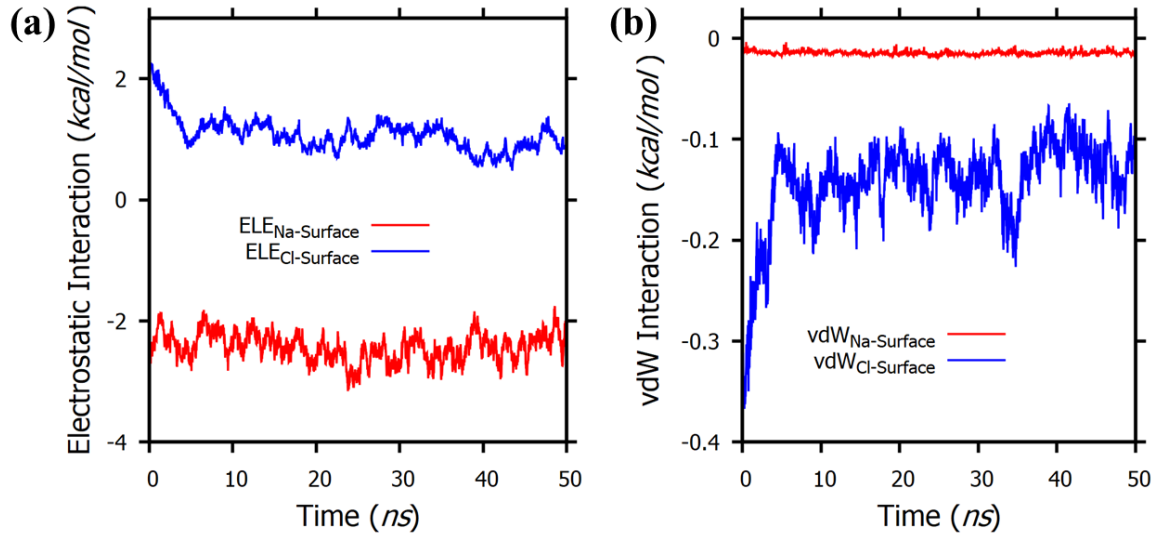 (a)
Electrostatic Interaction (kcal/mol)
2
0
-2
-4
ELENa-Surface
ELECl-Surface
0 10 20 30 40 50
Time (ns)
(b)
vdW Interaction (kcal/mol)
0
-0.1
-0.2
-0.3
-0.4
vdWNa-Surface
vdWCl-Surface
0 10 20 30 40 50
Time (ns)